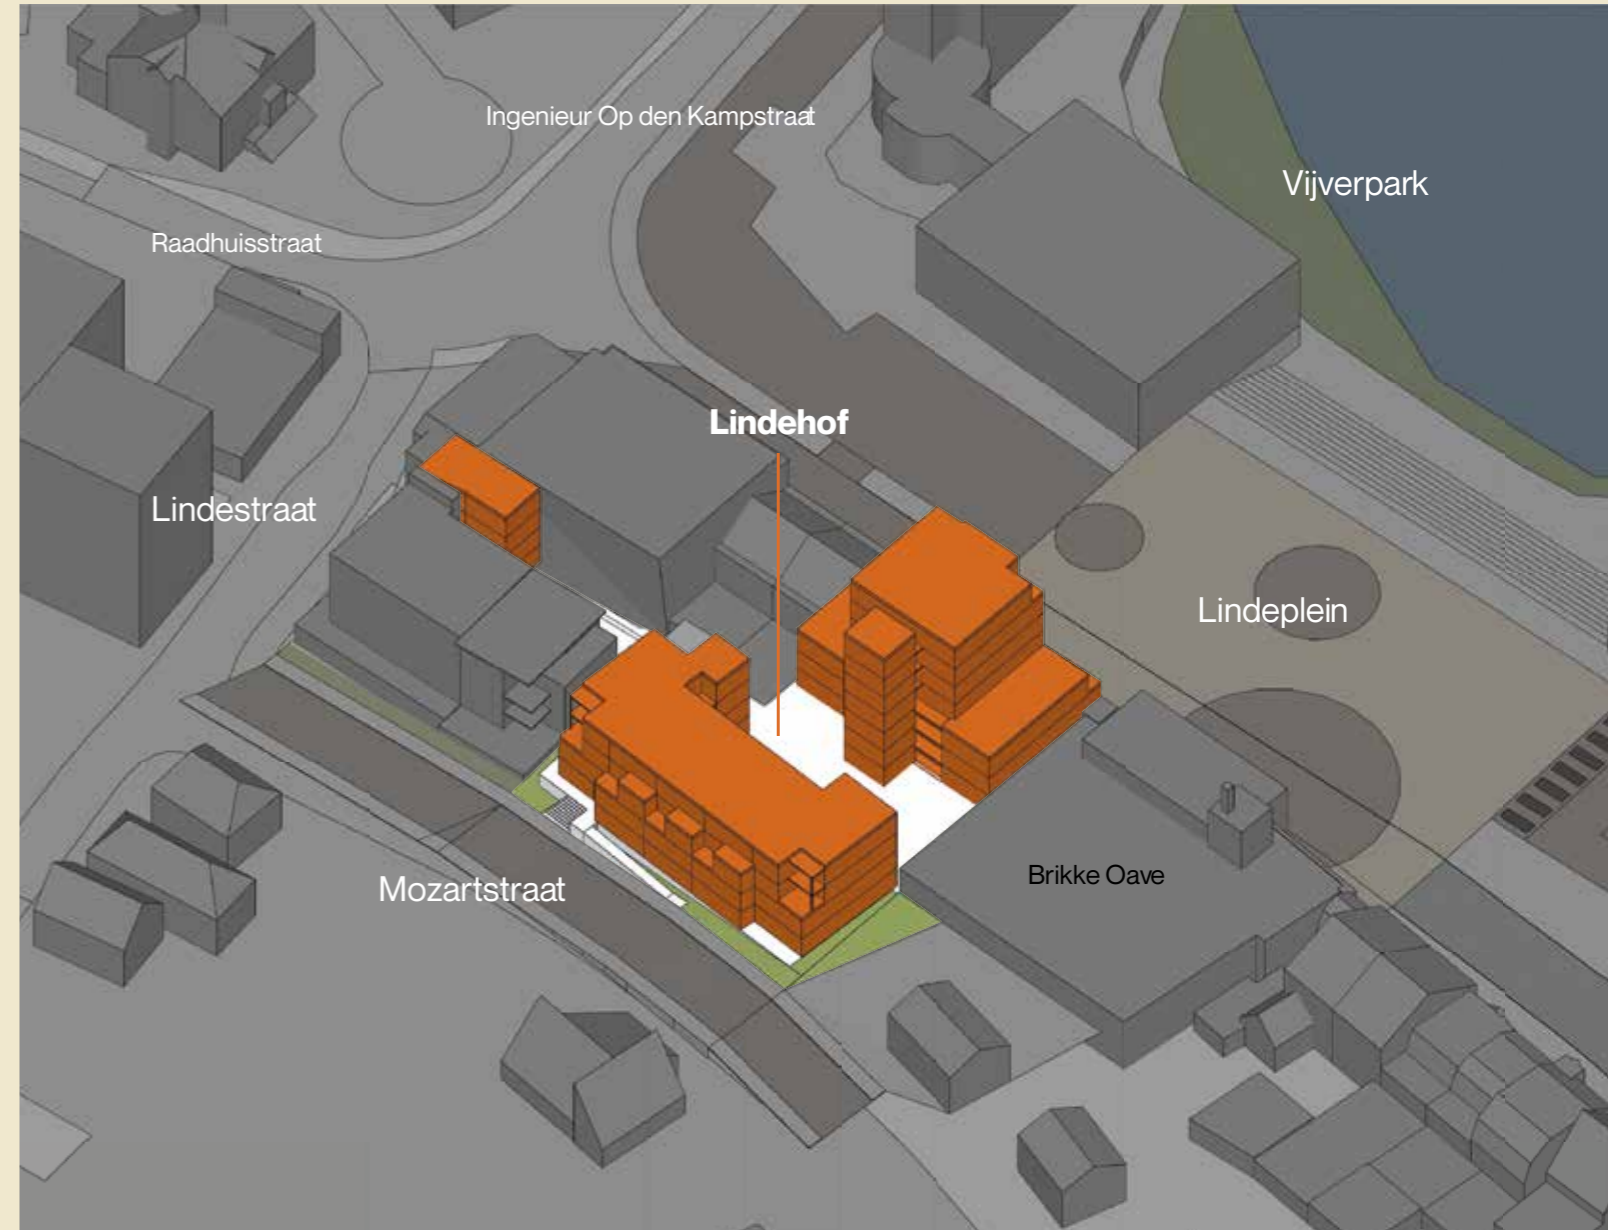 Ingenieur Op den Kampstraat
Vijverpark
Raadhuisstraat
Lindehof
Lindestraat
Lindeplein
Brikke Oave
Mozartstraat